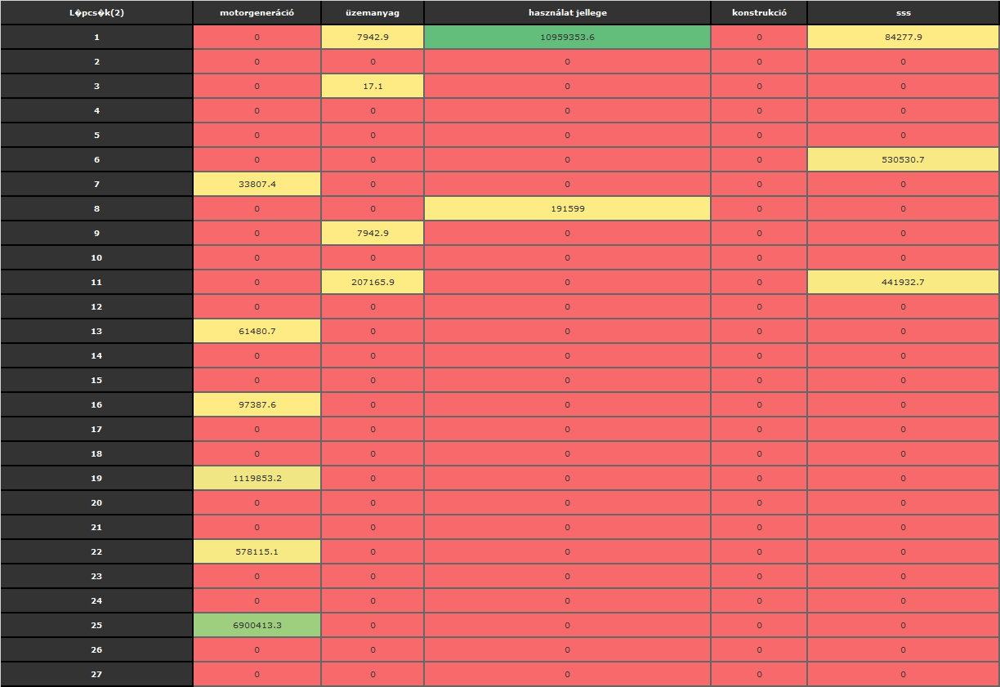 L�pcs�k(2) motorgeneráció üzemanyag használat jellege konstrukció sss
1 0 7942.9 10959353.6 0 84277.9
2 0 0 0 0 0
3 0 17.1 0 0 0
4 0 0 0 0 0
5 0 0 0 0 0
6 0 0 0 0 530530.7
7 33807.4 0 0 0 0
8 0 0 191599 0 0
9 0 7942.9 0 0 0
10 0 0 0 0 0
11 0 207165.9 0 0 441932.7
12 0 0 0 0 0
13 61480.7 0 0 0 0
14 0 0 0 0 0
15 0 0 0 0 0
16 97387.6 0 0 0 0
17 0 0 0 0 0
18 0 0 0 0 0
19 1119853.2 0 0 0 0
20 0 0 0 0 0
21 0 0 0 0 0
22 578115.1 0 0 0 0
23 0 0 0 0 0
24 0 0 0 0 0
25 6900413.3 0 0 0 0
26 0 0 0 0 0
27 0 0 0 0 0